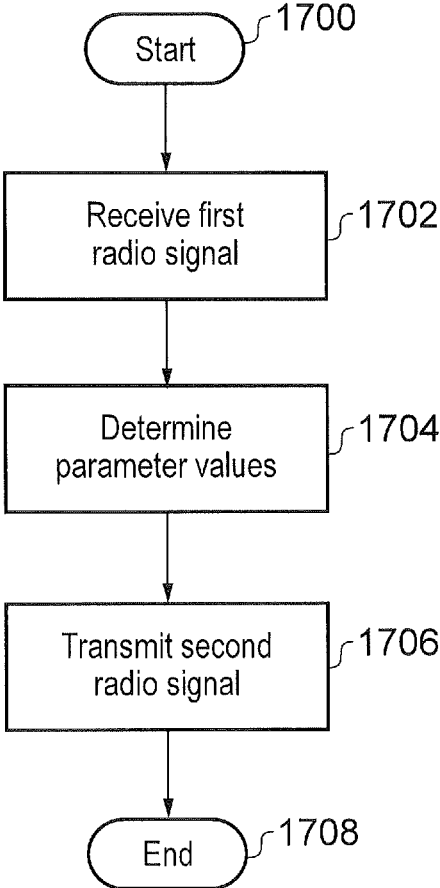 1700
Start
Receive first
radio signal
1702
Determine
parameter values
1704
Transmit second
radio signal
1706
End
1708